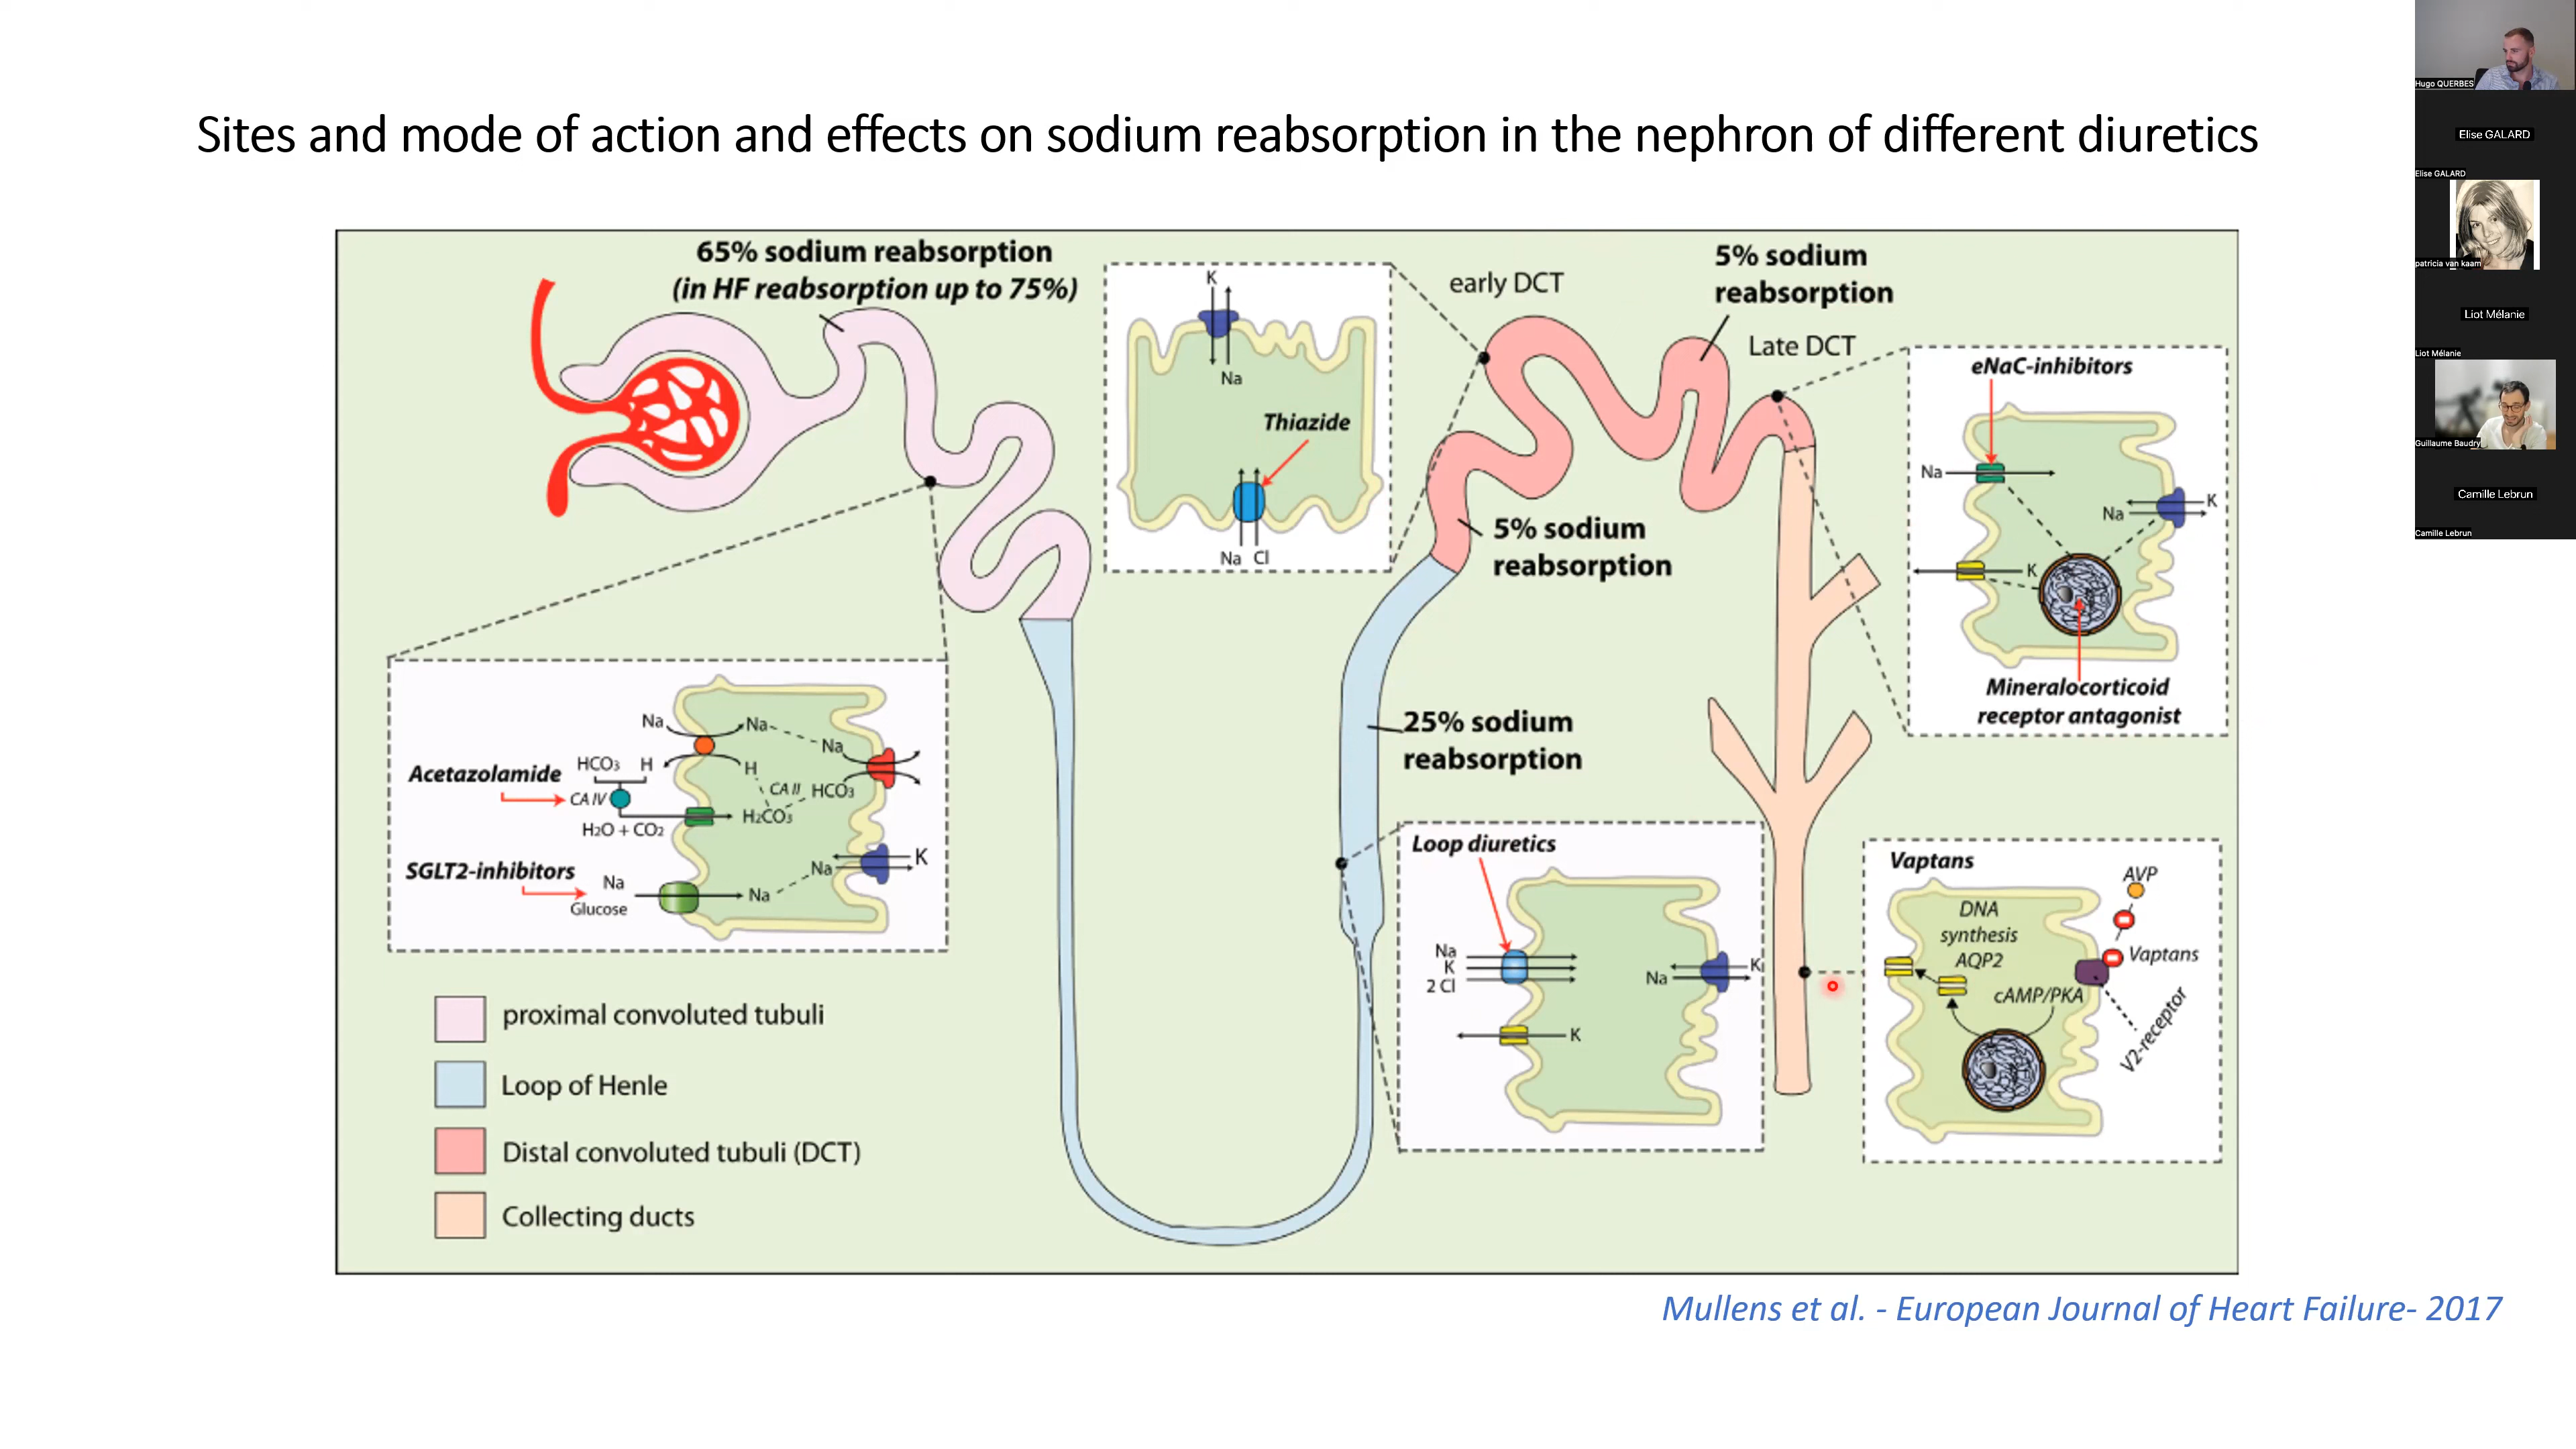 Sites and mode of action and effects on sodium reabsorption in the nephron of different diuretics
65% sodium reabsorption
(in HF reabsorption up to 75%)
K
Na
Thiazide
Na Cl
early DCT
5% sodium
reabsorption
Late DCT
eNaC-inhibitors
Na
K
Na
K
Mineralocorticoid
receptor antagonist
5% sodium
reabsorption
25% sodium
reabsorption
Na
Na
Na
HCO3 H
H
Acetazolamide
CA IV
CA II HCO3
H2CO3
H2O + CO2
K
Na
SGLT2-inhibitors
Na
Na
Glucose
Loop diuretics
Na
K
2 Cl
K
Na
K
Vaptans
AVP
DNA
synthesis
AQP2
Vaptans
cAMP/PKA
V2-receptor
proximal convoluted tubuli
Loop of Henle
Distal convoluted tubuli (DCT)
Collecting ducts
Mullens et al. - European Journal of Heart Failure- 2017
Hugo QUERBES
Elise GALARD
Elise GALARD
patricia van kaam
Liot Mélanie
Liot Mélanie
Guillaume Baudry
Camille Lebrun
Camille Lebrun